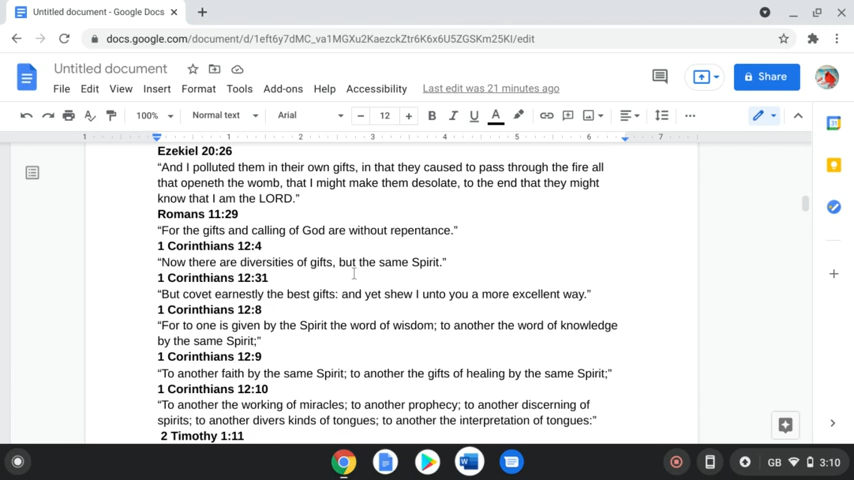 Untitled document - Google Docs
docs.google.com/document/d/1eft6y7dMC_va1MGXu2KaezckZtr6K6x6U5ZGSKm25KI/edit
Untitled document
File Edit View Insert Format Tools Add-ons Help Accessibility Last edit was 21 minutes ago
Share
100% Normal text Arial 12
1 1 2 3 4 5 6 7
Ezekiel 20:26
“And I polluted them in their own gifts, in that they caused to pass through the fire all
that openeth the womb, that I might make them desolate, to the end that they might
know that I am the LORD.”
Romans 11:29
“For the gifts and calling of God are without repentance.”
1 Corinthians 12:4
“Now there are diversities of gifts, but the same Spirit.”
1 Corinthians 12:31
“But covet earnestly the best gifts: and yet shew I unto you a more excellent way.”
1 Corinthians 12:8
“For to one is given by the Spirit the word of wisdom; to another the word of knowledge
by the same Spirit;”
1 Corinthians 12:9
“To another faith by the same Spirit; to another the gifts of healing by the same Spirit;”
1 Corinthians 12:10
“To another the working of miracles; to another prophecy; to another discerning of
spirits; to another divers kinds of tongues; to another the interpretation of tongues:”
2 Timothy 1:11
GB 3:10